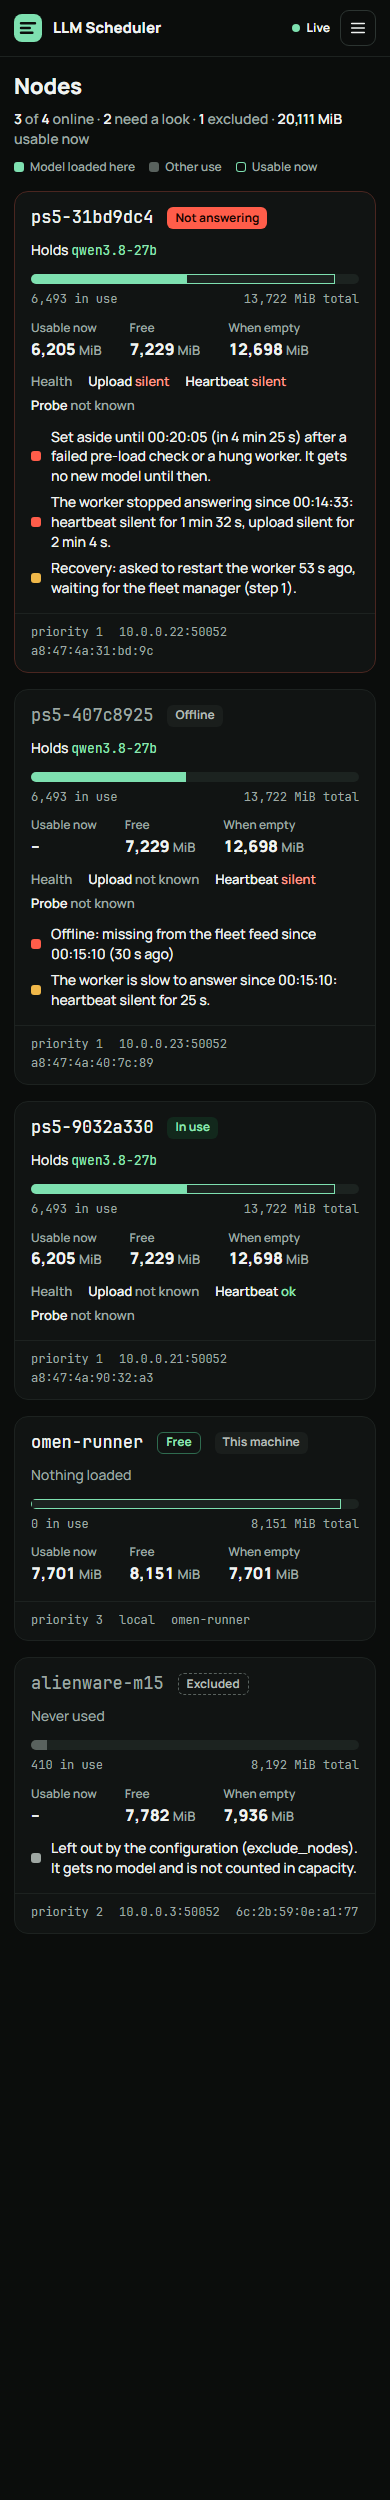 LLM Scheduler
Live
Nodes
3 of 4 online · 2 need a look · 1 excluded · 20,111 MiB
usable now
Model loaded here Other use Usable now
ps5-31bd9dc4 Not answering
Holds qwen3.8-27b
6,493 in use 13,722 MiB total
Usable now Free When empty
6,205 MiB 7,229 MiB 12,698 MiB
Health Upload silent Heartbeat silent
Probe not known
Set aside until 00:20:05 (in 4 min 25 s) after a
failed pre-load check or a hung worker. It gets
no new model until then.
The worker stopped answering since 00:14:33:
heartbeat silent for 1 min 32 s, upload silent for
2 min 4 s.
Recovery: asked to restart the worker 53 s ago,
waiting for the fleet manager (step 1).
priority 1 10.0.0.22:50052
a8:47:4a:31:bd:9c
ps5-407c8925 Offline
Holds qwen3.8-27b
6,493 in use 13,722 MiB total
Usable now Free When empty
– 7,229 MiB 12,698 MiB
Health Upload not known Heartbeat silent
Probe not known
Offline: missing from the fleet feed since
00:15:10 (30 s ago)
The worker is slow to answer since 00:15:10:
heartbeat silent for 25 s.
priority 1 10.0.0.23:50052
a8:47:4a:40:7c:89
ps5-9032a330 In use
Holds qwen3.8-27b
6,493 in use 13,722 MiB total
Usable now Free When empty
6,205 MiB 7,229 MiB 12,698 MiB
Health Upload not known Heartbeat ok
Probe not known
priority 1 10.0.0.21:50052
a8:47:4a:90:32:a3
omen-runner Free This machine
Nothing loaded
0 in use 8,151 MiB total
Usable now Free When empty
7,701 MiB 8,151 MiB 7,701 MiB
priority 3 local omen-runner
alienware-m15 Excluded
Never used
410 in use 8,192 MiB total
Usable now Free When empty
– 7,782 MiB 7,936 MiB
Left out by the configuration (exclude_nodes).
It gets no model and is not counted in capacity.
priority 2 10.0.0.3:50052 6c:2b:59:0e:a1:77